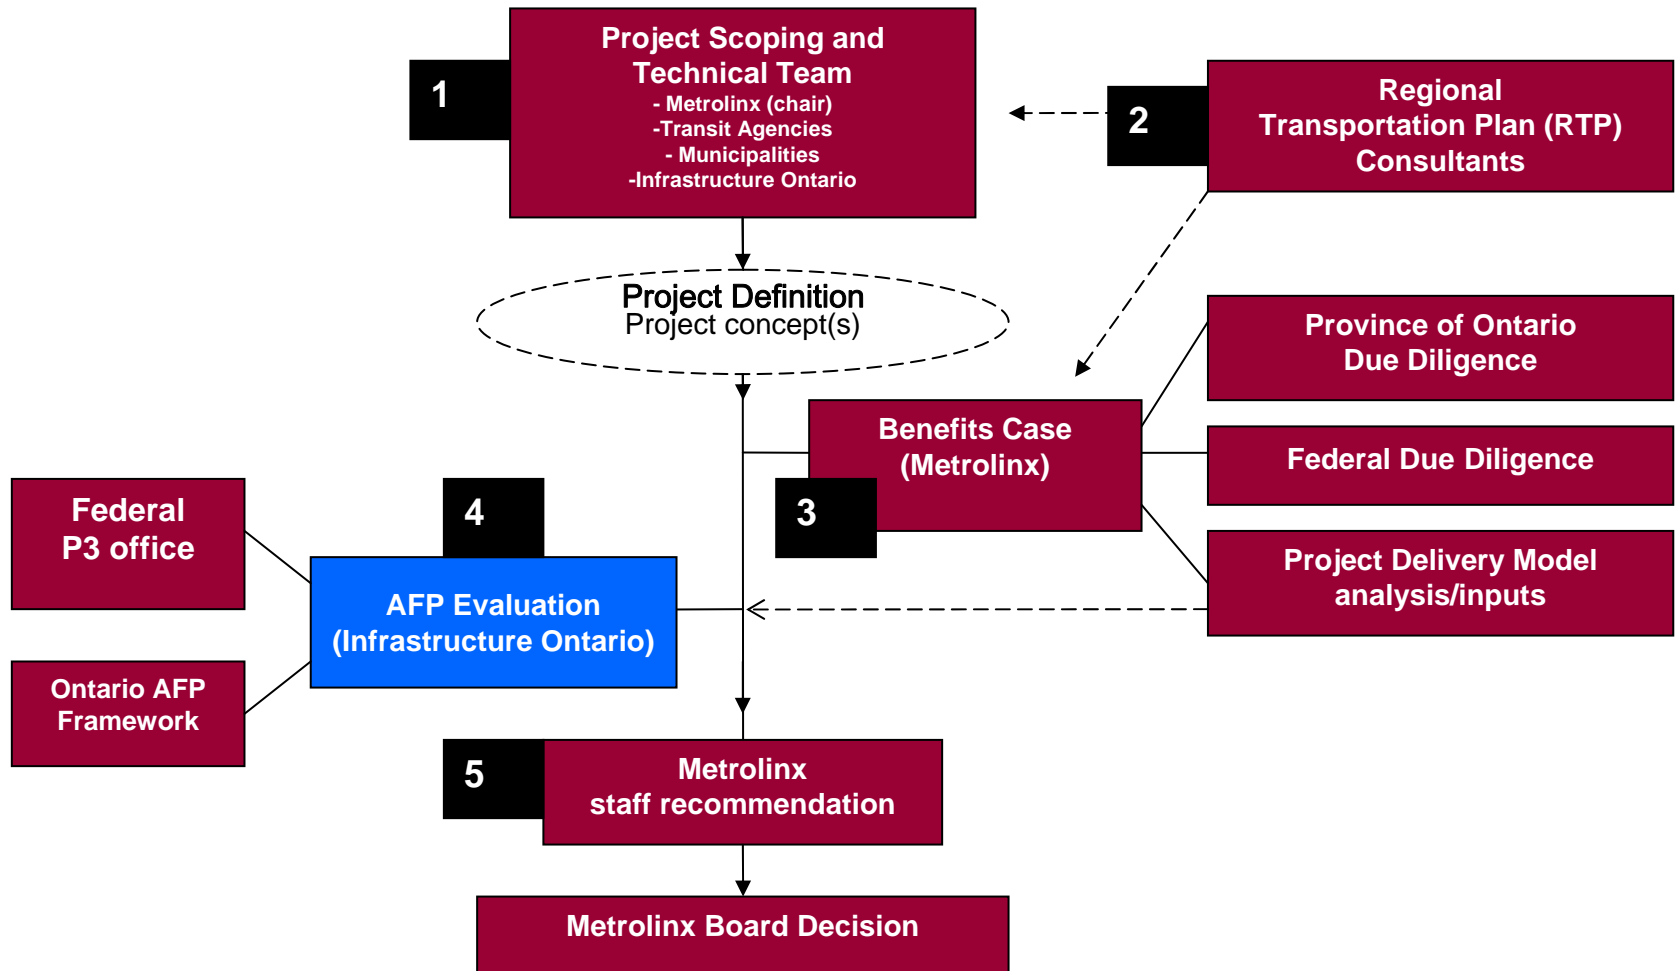 1
Project Scoping and
Technical Team
- Metrolinx (chair)
-Transit Agencies
- Municipalities
-Infrastructure Ontario
2
Regional
Transportation Plan (RTP)
Consultants
Project Definition
Project concept(s)
Province of Ontario
Due Diligence
Benefits Case
(Metrolinx)
3
Federal Due Diligence
Project Delivery Model
analysis/inputs
Federal
P3 office
4
AFP Evaluation
(Infrastructure Ontario)
Ontario AFP
Framework
5
Metrolinx
staff recommendation
Metrolinx Board Decision